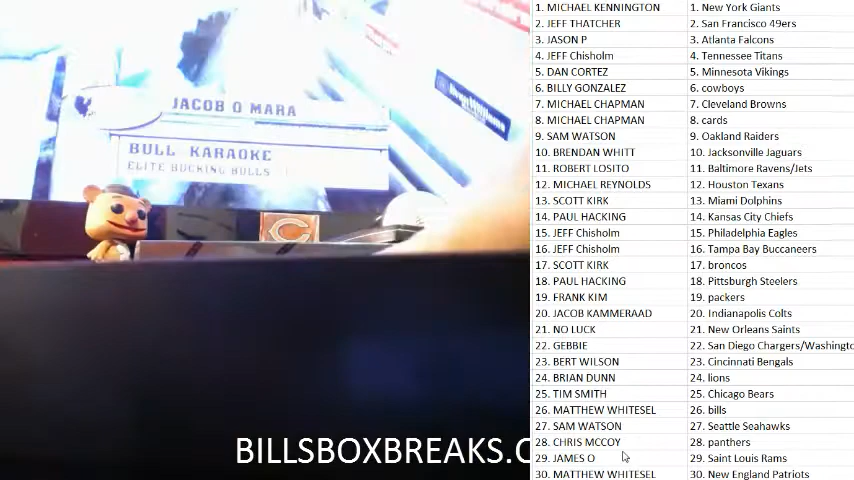 JACOB O MARA
BULL KARAOKE
ELITE BUCKING BULLS
C
BILLSBOXBREAKS.C
1. MICHAEL KENNINGTON 1. New York Giants
2. JEFF THATCHER 2. San Francisco 49ers
3. JASON P 3. Atlanta Falcons
4. JEFF Chisholm 4. Tennessee Titans
5. DAN CORTEZ 5. Minnesota Vikings
6. BILLY GONZALEZ 6. cowboys
7. MICHAEL CHAPMAN 7. Cleveland Browns
8. MICHAEL CHAPMAN 8. cards
9. SAM WATSON 9. Oakland Raiders
10. BRENDAN WHITT 10. Jacksonville Jaguars
11. ROBERT LOSITO 11. Baltimore Ravens/Jets
12. MICHAEL REYNOLDS 12. Houston Texans
13. SCOTT KIRK 13. Miami Dolphins
14. PAUL HACKING 14. Kansas City Chiefs
15. JEFF Chisholm 15. Philadelphia Eagles
16. JEFF Chisholm 16. Tampa Bay Buccaneers
17. SCOTT KIRK 17. broncos
18. PAUL HACKING 18. Pittsburgh Steelers
19. FRANK KIM 19. packers
20. JACOB KAMMERAAD 20. Indianapolis Colts
21. NO LUCK 21. New Orleans Saints
22. GEBBIE 22. San Diego Chargers/Washingto
23. BERT WILSON 23. Cincinnati Bengals
24. BRIAN DUNN 24. lions
25. TIM SMITH 25. Chicago Bears
26. MATTHEW WHITESEL 26. bills
27. SAM WATSON 27. Seattle Seahawks
28. CHRIS MCCOY 28. panthers
29. JAMES O 29. Saint Louis Rams
30. MATTHEW WHITESEL 30. New England Patriots